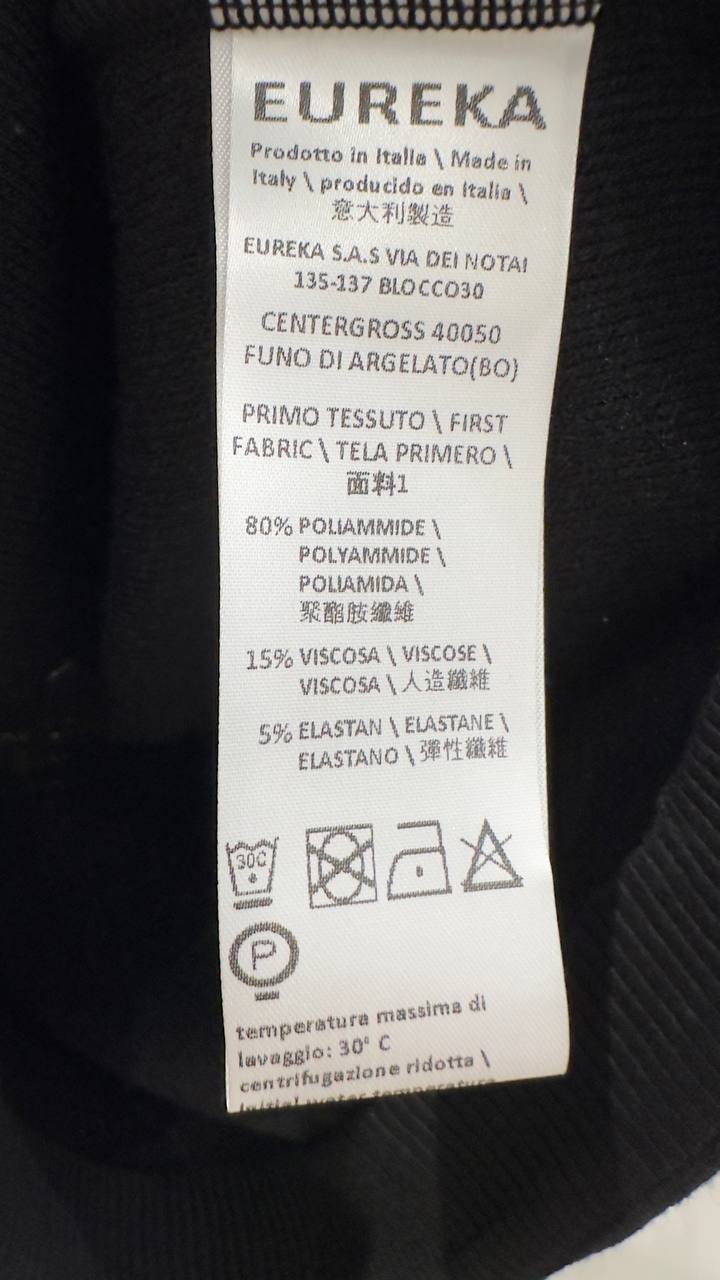 EUREKA
Prodotto in Italia \ Made in
Italy \ producido en Italia \
意大利製造
EUREKA S.A.S VIA DEI NOTAI
135-137 BLOCCO30
CENTERGROSS 40050
FUNO DI ARGELATO(BO)
PRIMO TESSUTO \ FIRST
FABRIC \ TELA PRIMERO \
面料1
80% POLIAMMIDE \
POLYAMMIDE \
POLIAMIDA \
聚酯胺纖維
15% VISCOSA \ VISCOSE \
VISCOSA \ 人造纖維
5% ELASTAN \ ELASTANE \
ELASTANO \ 彈性纖維
30C
P
temperatura massima di
lavaggio: 30° C
centrifugazione ridotta \
Initial water temperature